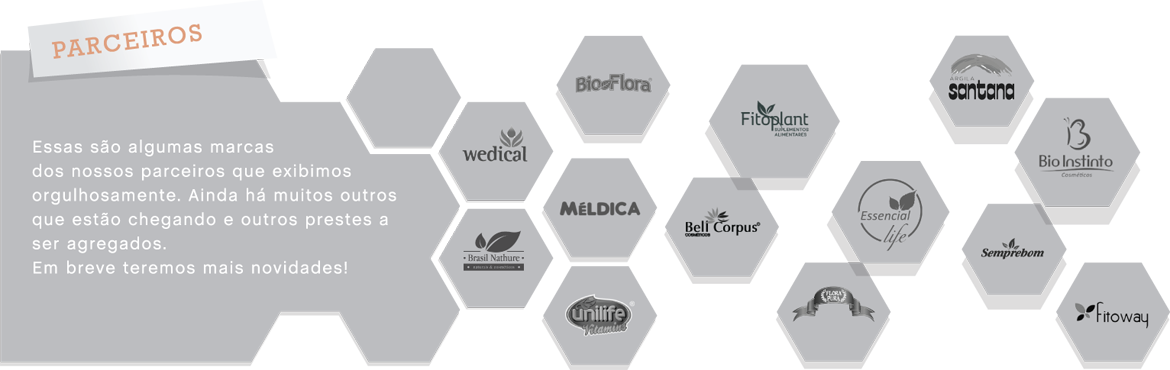 PARCEIROS
Essas são algumas marcas
dos nossos parceiros que exibimos
orgulhosamente. Ainda há muitos outros
que estão chegando e outros prestes a
ser agregados.
Em breve teremos mais novidades!
wedical
Brasil Nathure
BioFlora
MéLDICA
unilife
Vitamins
Fitoplant
SUPLEMENTOS
ALIMENTARES
Bell Corpus
COSMÉTICOS
Essencial
life
FLORA
PURA
ARGILA
santana
Bio Instinto
Cosméticos
Semprebom
fitoway